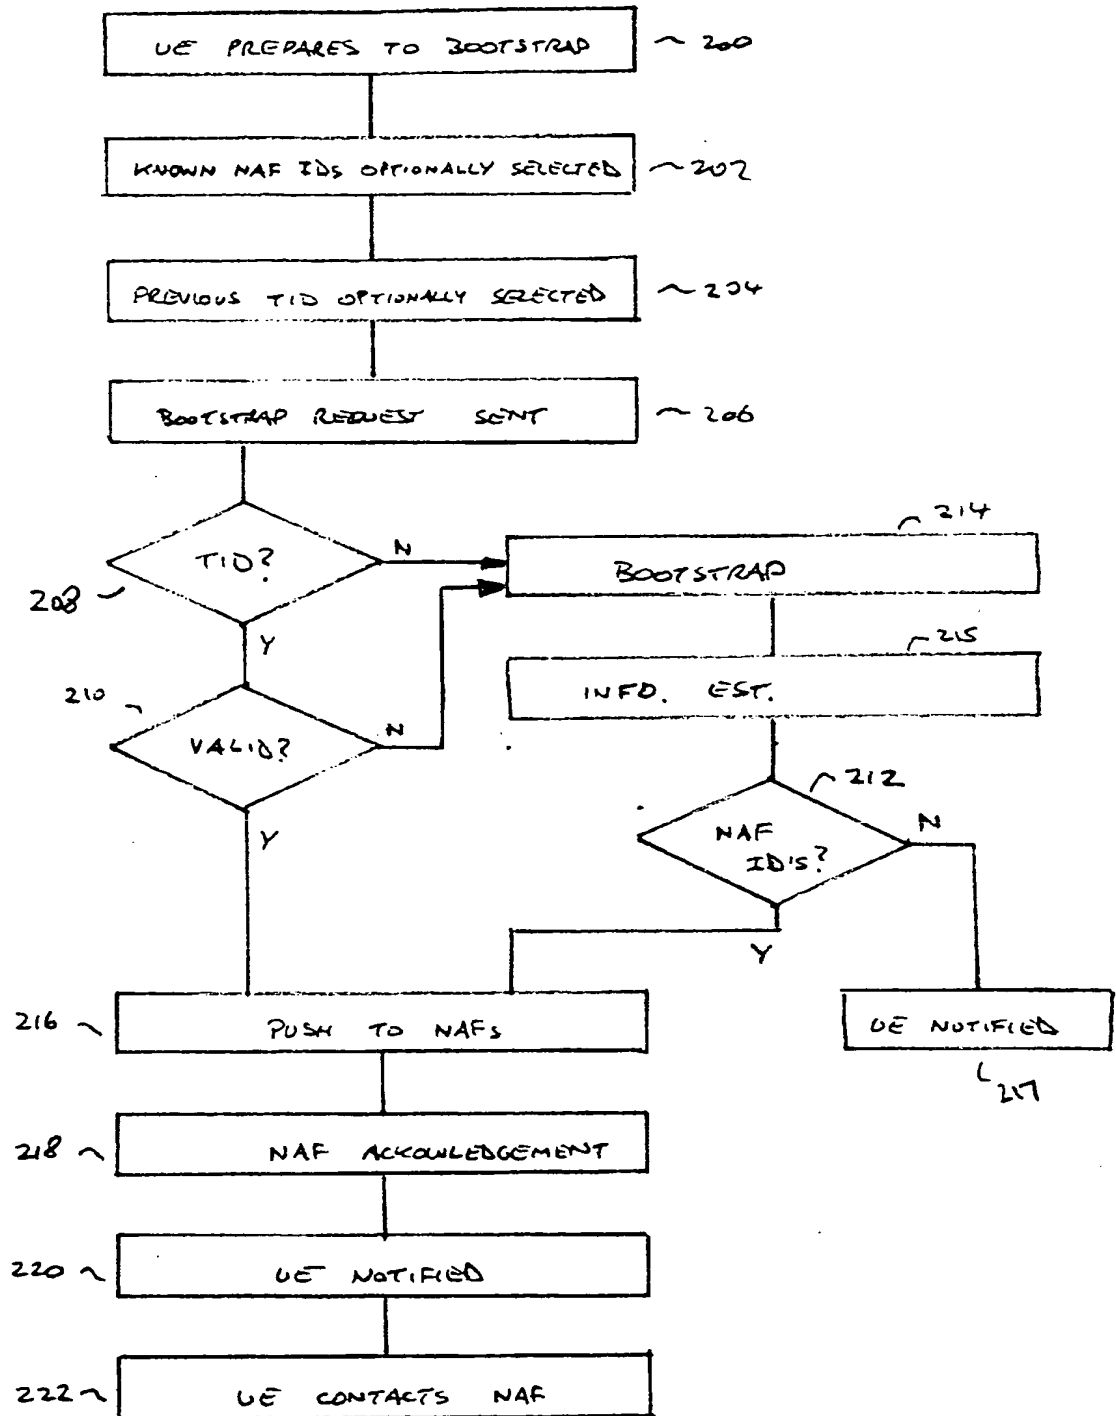 UE PREPARES TO BOOTSTRAP
200
KNOWN NAF IDs OPTIONALLY SELECTED
202
PREVIOUS TID OPTIONALLY SELECTED
204
BOOTSTRAP REQUEST SENT
206
TID?
208
N
Y
214
BOOTSTRAP
215
INFO. EST.
210
VALID?
N
Y
212
NAF
ID's?
N
Y
216
PUSH TO NAFs
UE NOTIFIED
217
218
NAF ACKOWLEDGEMENT
220
UE NOTIFIED
222
UE CONTACTS NAF